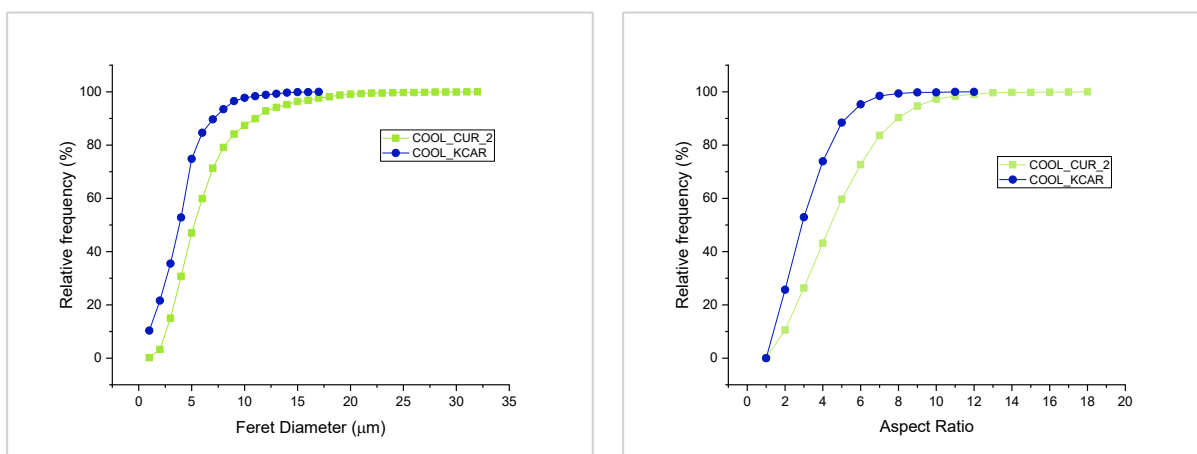 100
80
60
40
20
0
Relative frequency (%)
COOL_CUR_2
COOL_KCAR
0 5 10 15 20 25 30 35
Feret Diameter (μm)
100
80
60
40
20
0
Relative frequency (%)
COOL_CUR_2
COOL_KCAR
0 2 4 6 8 10 12 14 16 18 20
Aspect Ratio